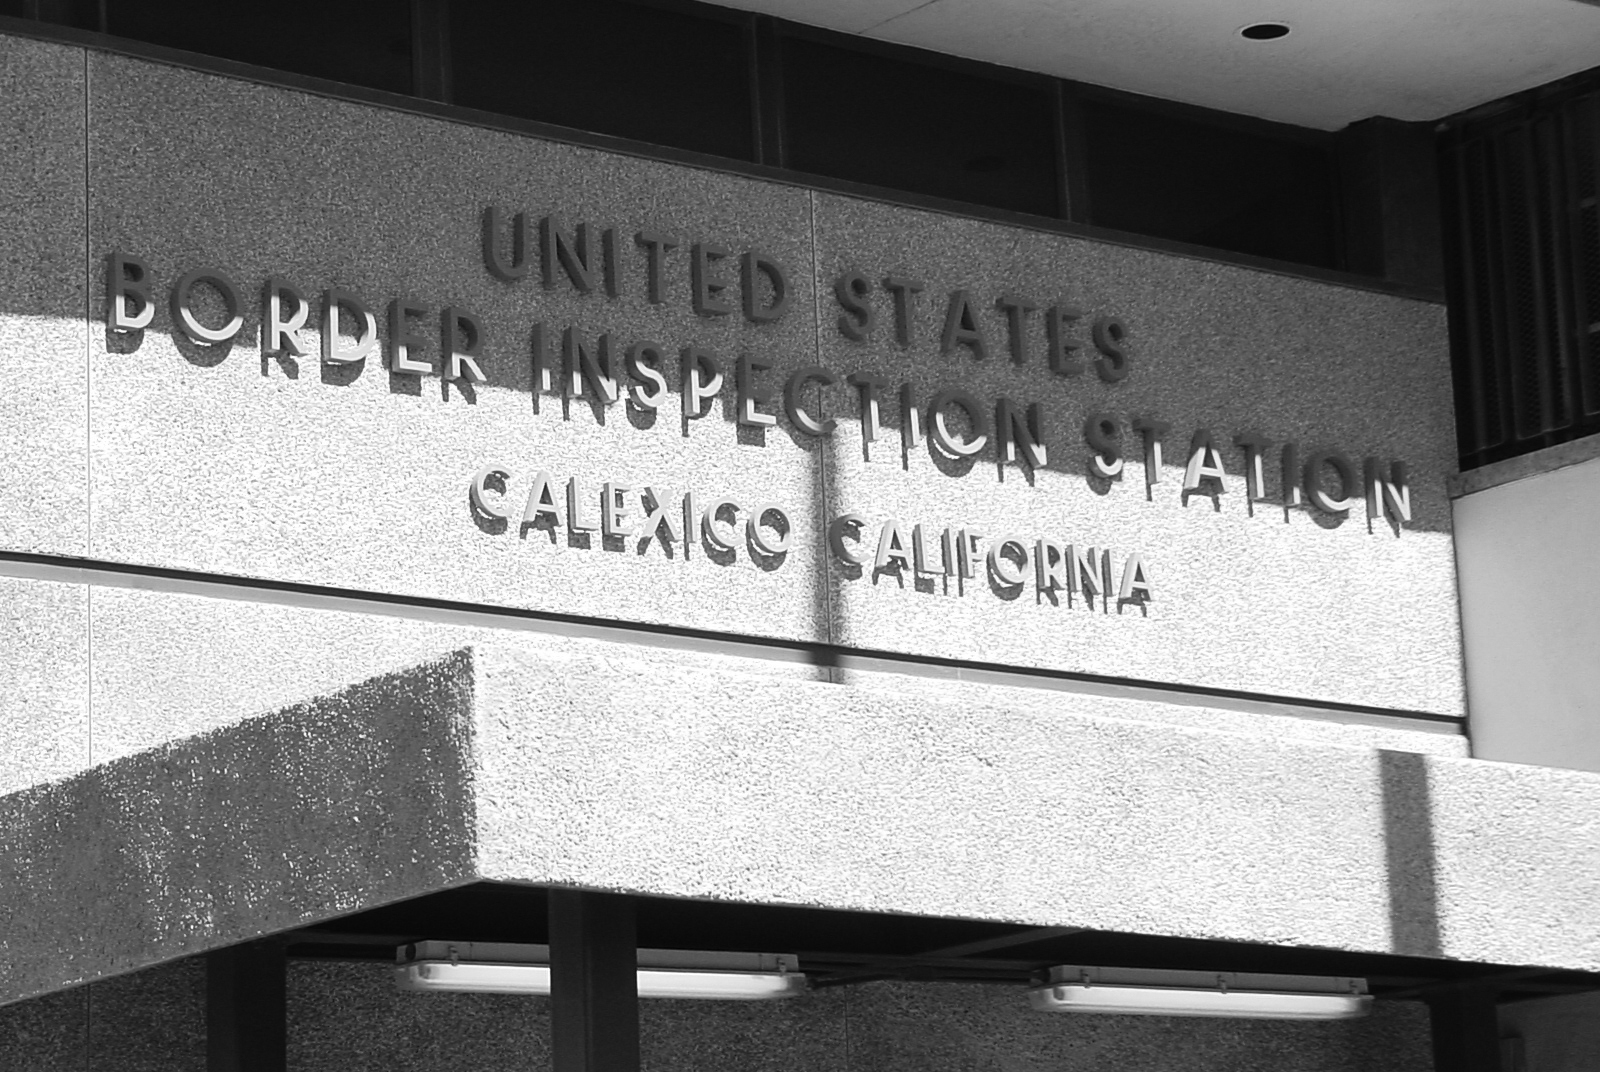 UNITED STATES
BORDER INSPECTION STATION
CALEXICO CALIFORNIA